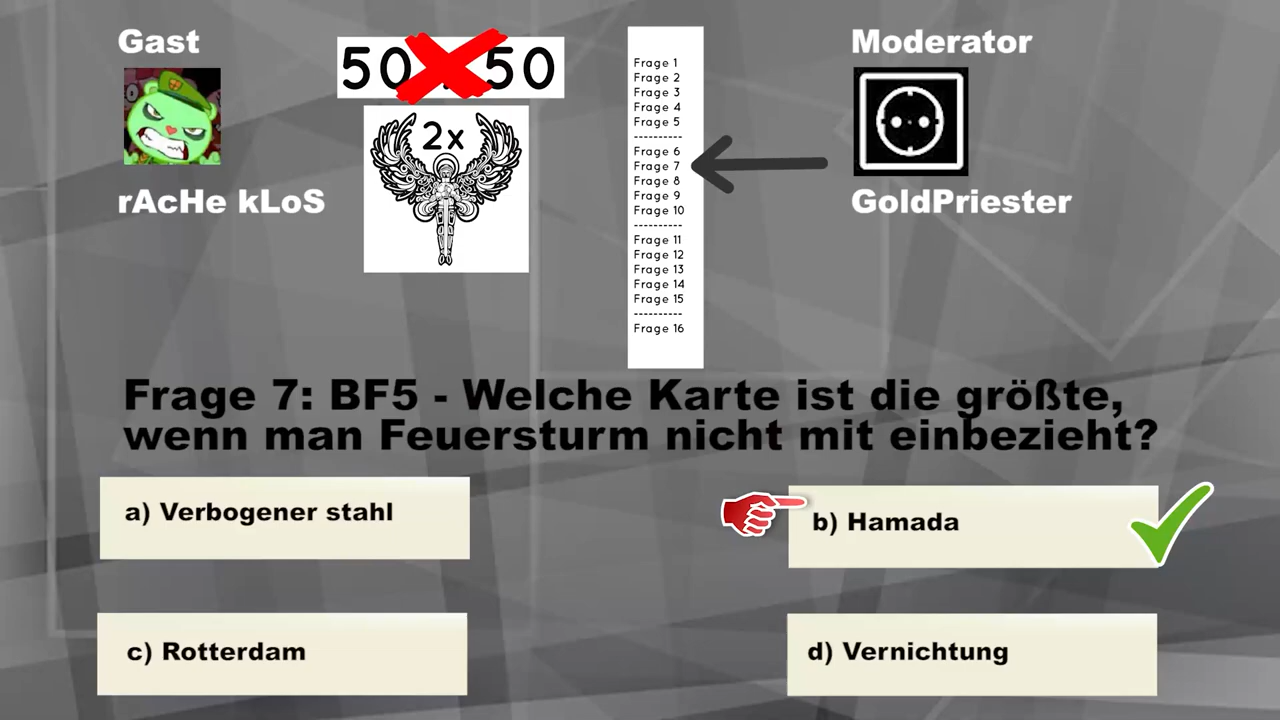 Gast
rAcHe kLoS
50 50
2x
Frage 1
Frage 2
Frage 3
Frage 4
Frage 5
----------
Frage 6
Frage 7
Frage 8
Frage 9
Frage 10
----------
Frage 11
Frage 12
Frage 13
Frage 14
Frage 15
----------
Frage 16
Moderator
GoldPriester
Frage 7: BF5 - Welche Karte ist die größte,
wenn man Feuersturm nicht mit einbezieht?
a) Verbogener stahl
b) Hamada
c) Rotterdam
d) Vernichtung